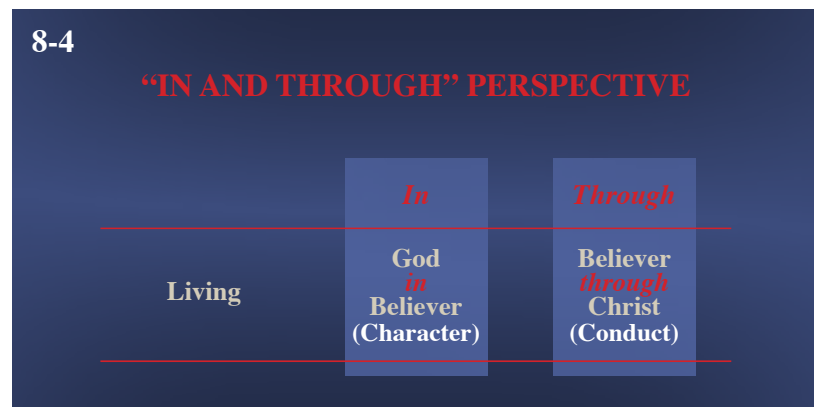 8-4
“IN AND THROUGH” PERSPECTIVE
In Through
Living
God
in
Believer
(Character)
Believer
through
Christ
(Conduct)